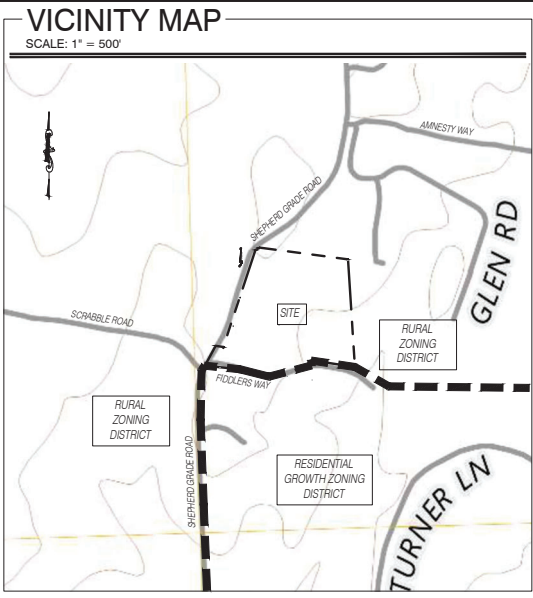 VICINITY MAP
SCALE: 1" = 500'
AMNESTY WAY
SHEPHERD GRADE ROAD
GLEN RD
SCRABBLE ROAD
SITE
RURAL
ZONING
DISTRICT
FIDDLERS WAY
RURAL
ZONING
DISTRICT
SHEPHERD GRADE ROAD
RESIDENTIAL
GROWTH ZONING
DISTRICT
TURNER LN